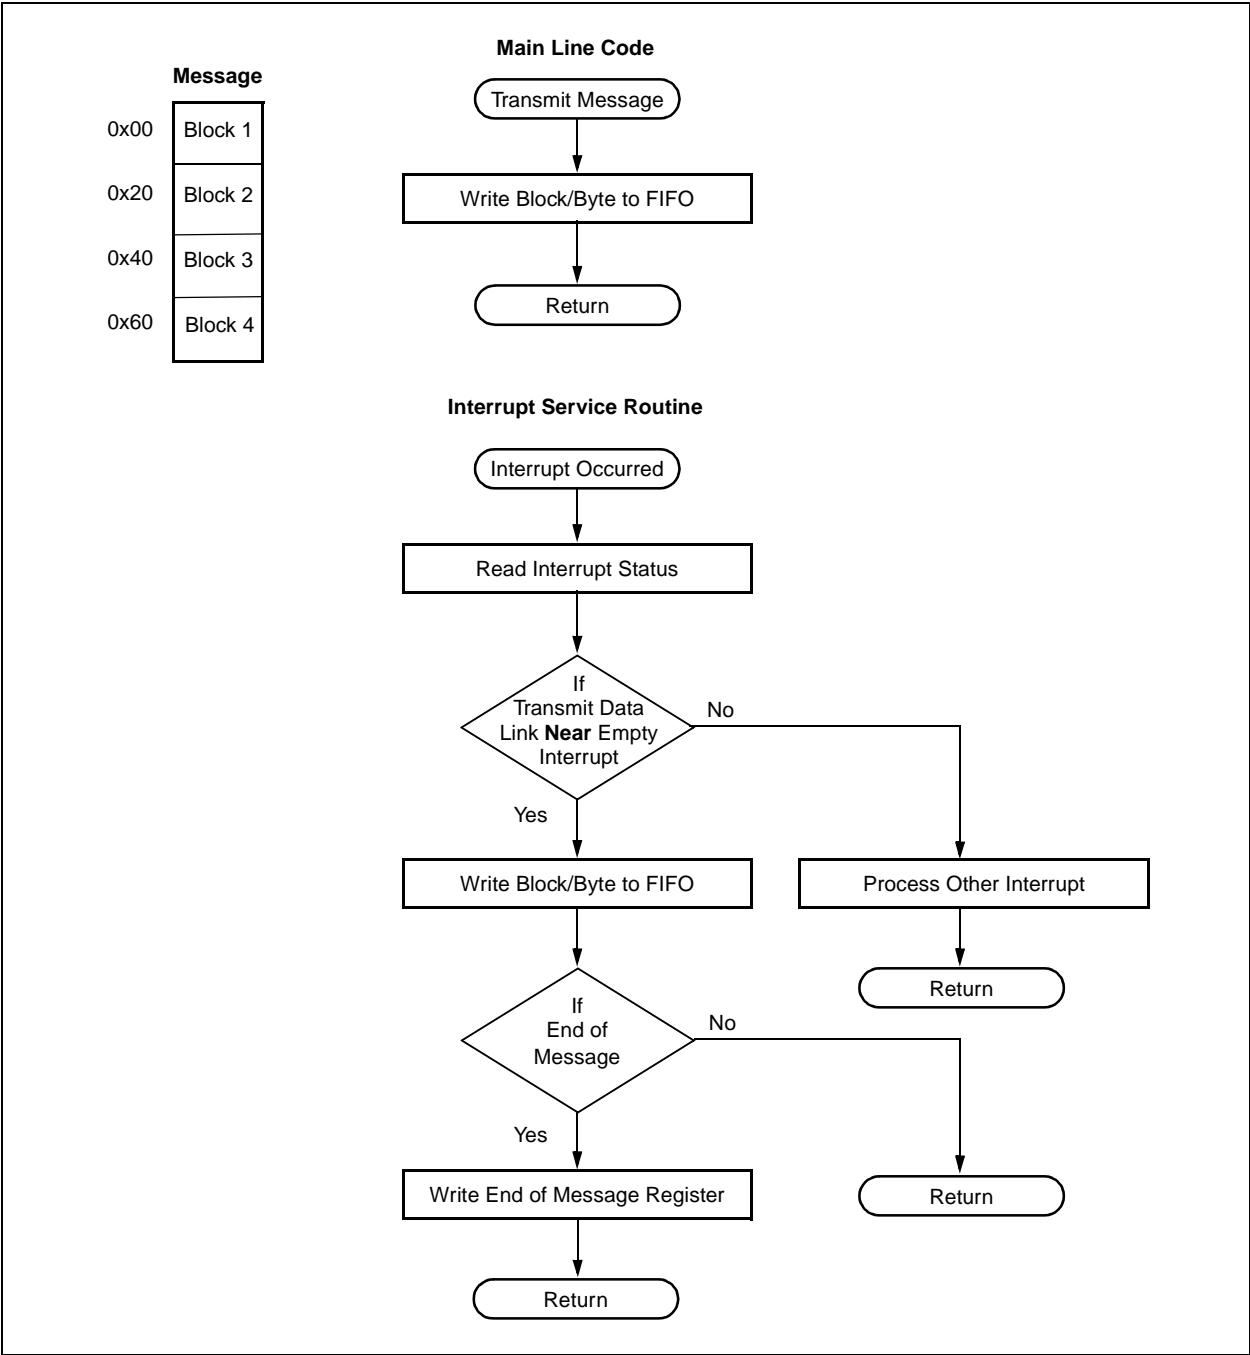 Main Line Code
Message
0x00
Block 1
0x20
Block 2
0x40
Block 3
0x60
Block 4
Transmit Message
Write Block/Byte to FIFO
Return
Interrupt Service Routine
Interrupt Occurred
Read Interrupt Status
If
Transmit Data
Link Near Empty
Interrupt
No
Yes
Write Block/Byte to FIFO
Process Other Interrupt
Return
If
End of
Message
No
Yes
Write End of Message Register
Return
Return